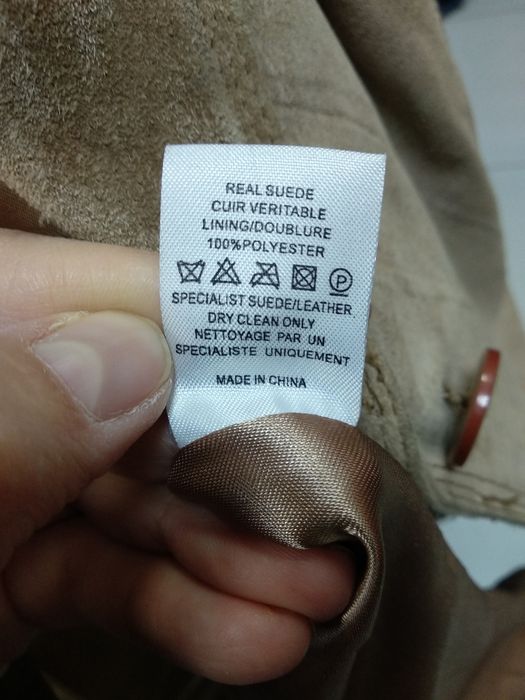 REAL SUEDE
CUIR VERITABLE
LINING/DOUBLURE
100%POLYESTER
P
SPECIALIST SUEDE/LEATHER
DRY CLEAN ONLY
NETTOYAGE PAR UN
SPECIALISTE UNIQUEMENT
MADE IN CHINA